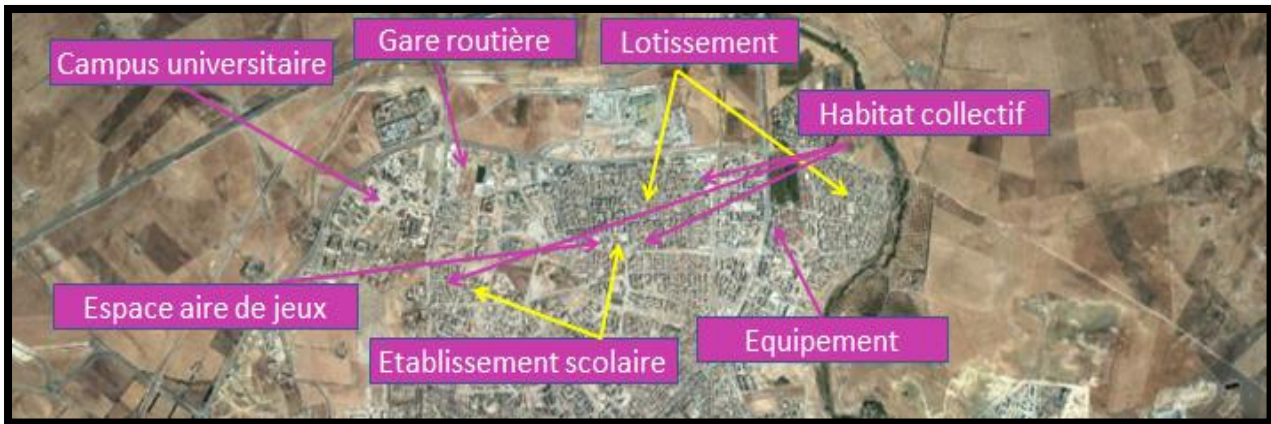 Gare routière
Lotissement
Campus universitaire
Habitat collectif
Espace aire de jeux
Equipement
Etablissement scolaire